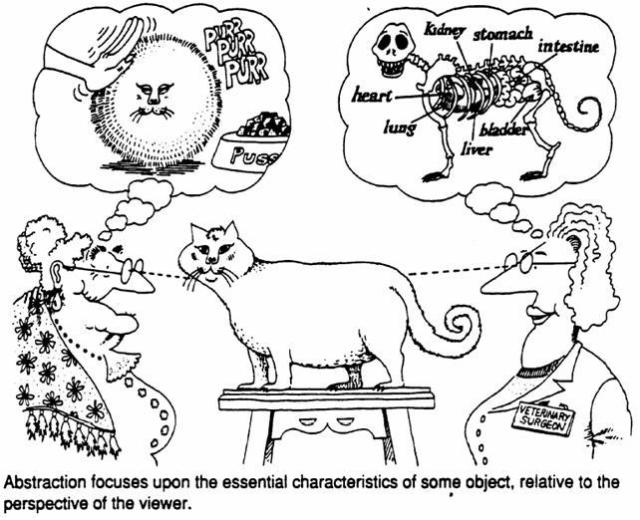 PURR
PURR
PURR
PUSS
Kidney
stomach
intestine
heart
lung
liver
bladder
VETERINARY
SURGEON
Abstraction focuses upon the essential characteristics of some object, relative to the
perspective of the viewer.